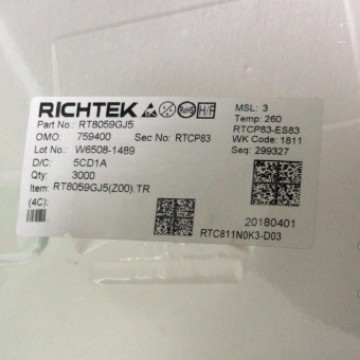 RICHTEK H/F MSL: 3
Part No.: RT8059GJ5 Temp: 260
OMO: 759400 Sec No: RTCP83 RTCP83-ES83
Lot No.: W6508-1489 WK Code: 1811
D/C: 5CD1A Seq: 299327
Qty: 3000
Item: RT8059GJ5(Z00).TR
(4C):
20180401
RTC811N0K3-D03